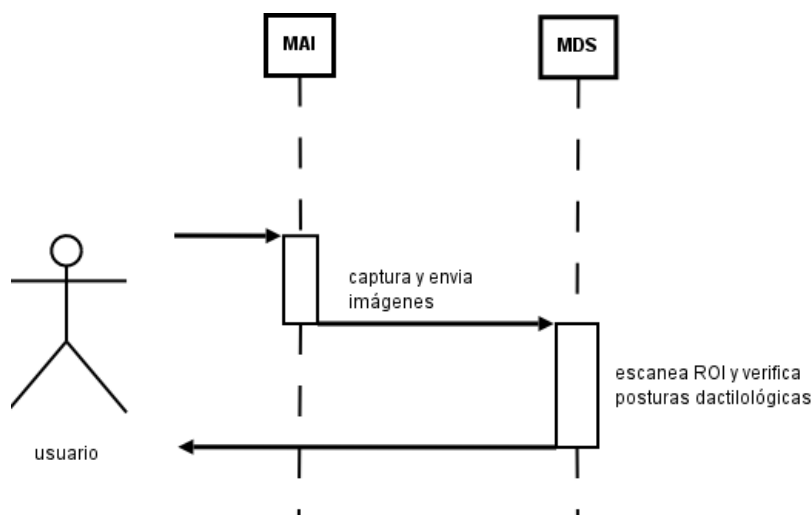 MAI
MDS
captura y envia
imágenes
escanea ROI y verifica
posturas dactilológicas
usuario